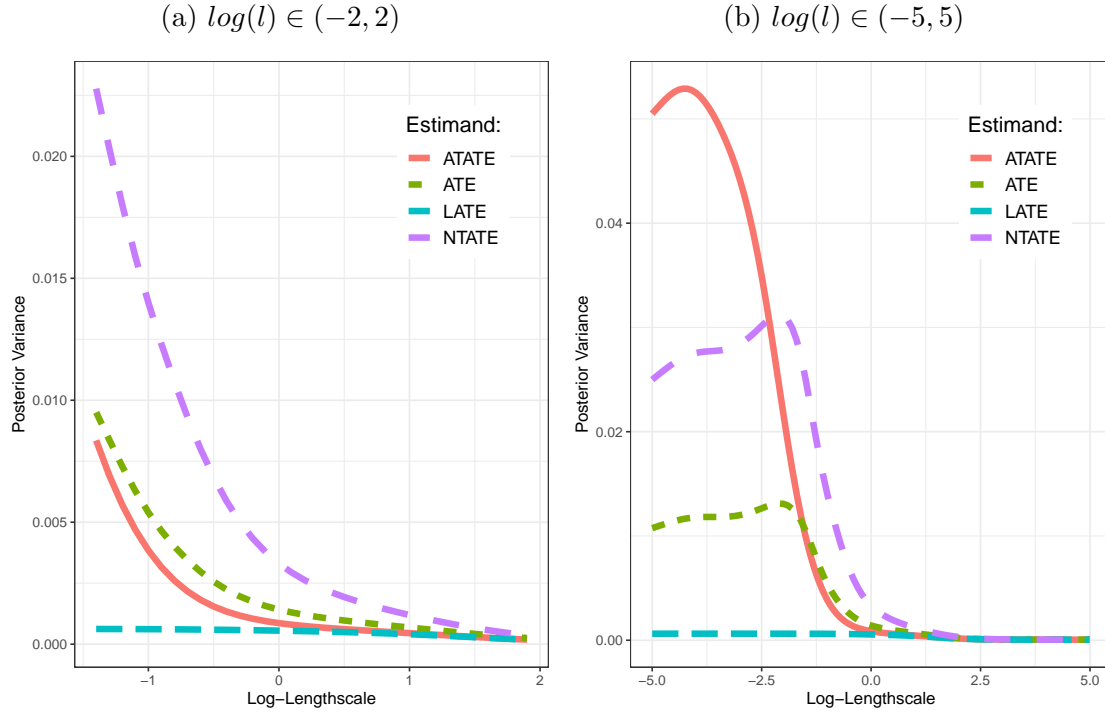 (a) log(l) ∈ (−2, 2)
Posterior Variance
0.020
0.015
0.010
0.005
0.000
−1
0
1
2
Log−Lengthscale
Estimand:
ATATE
ATE
LATE
NTATE
(b) log(l) ∈ (−5, 5)
Posterior Variance
0.04
0.02
0.00
−5.0
−2.5
0.0
2.5
5.0
Log−Lengthscale
Estimand:
ATATE
ATE
LATE
NTATE